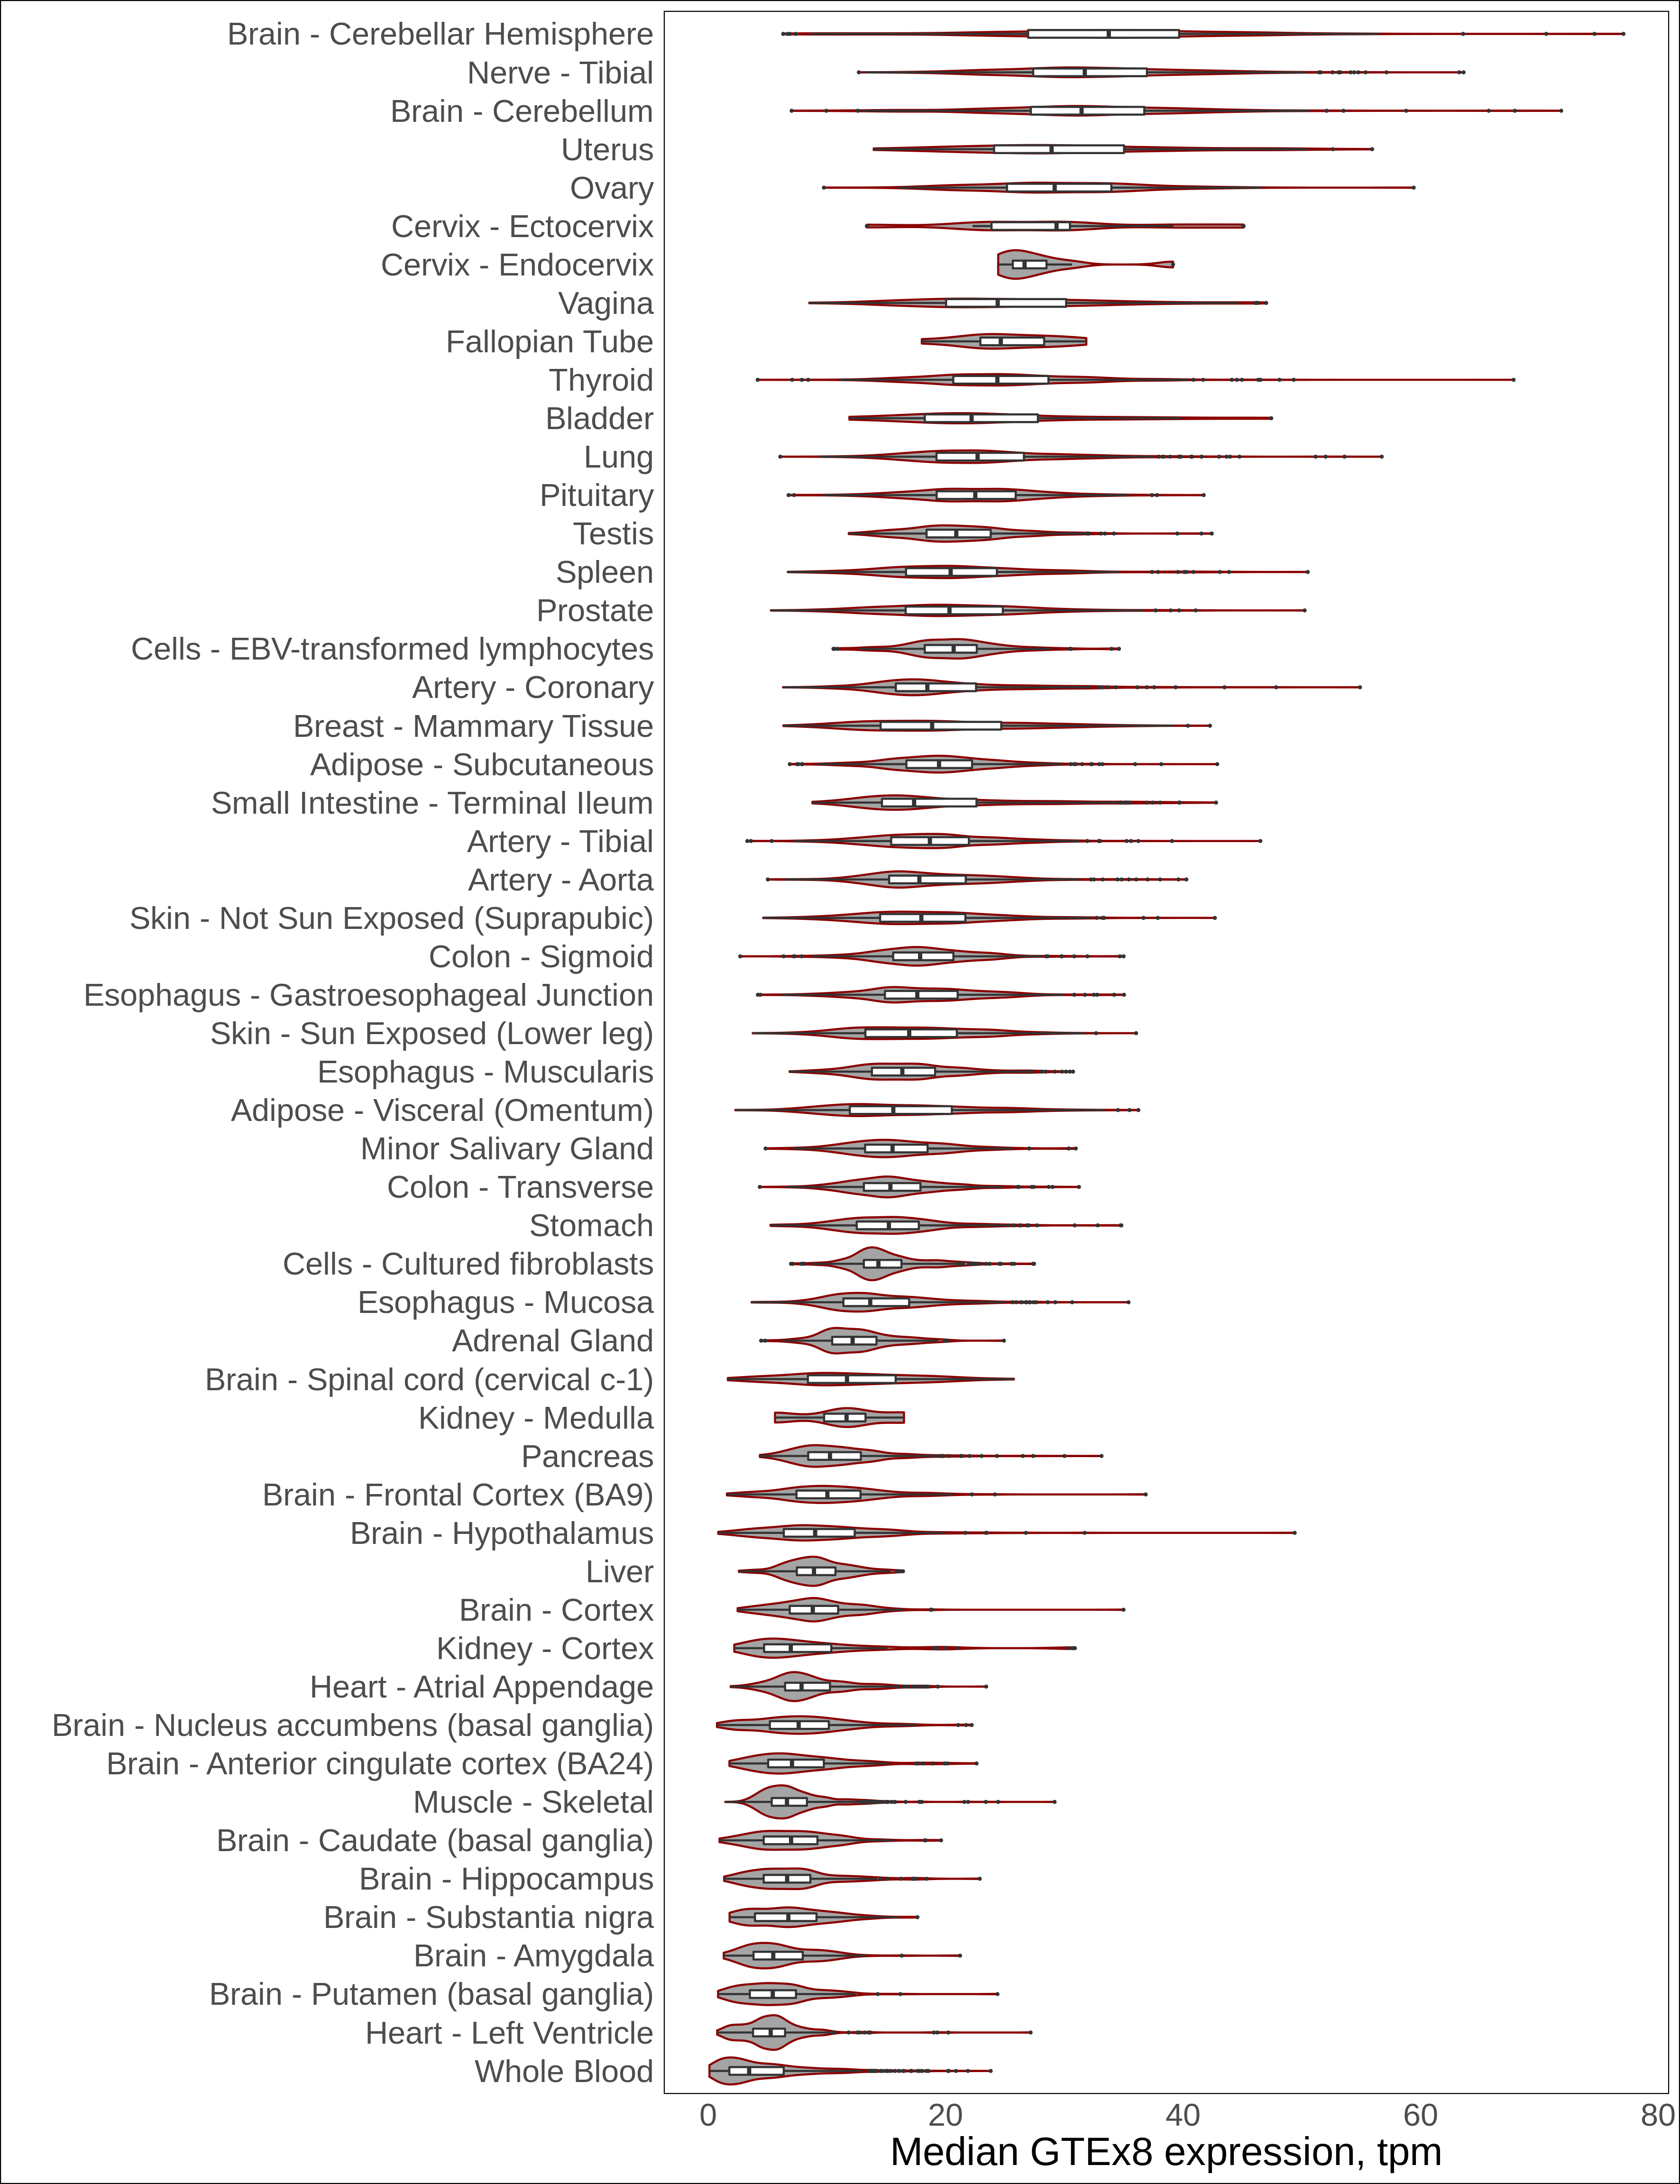 Brain - Cerebellar Hemisphere
Nerve - Tibial
Brain - Cerebellum
Uterus
Ovary
Cervix - Ectocervix
Cervix - Endocervix
Vagina
Fallopian Tube
Thyroid
Bladder
Lung
Pituitary
Testis
Spleen
Prostate
Cells - EBV-transformed lymphocytes
Artery - Coronary
Breast - Mammary Tissue
Adipose - Subcutaneous
Small Intestine - Terminal Ileum
Artery - Tibial
Artery - Aorta
Skin - Not Sun Exposed (Suprapubic)
Colon - Sigmoid
Esophagus - Gastroesophageal Junction
Skin - Sun Exposed (Lower leg)
Esophagus - Muscularis
Adipose - Visceral (Omentum)
Minor Salivary Gland
Colon - Transverse
Stomach
Cells - Cultured fibroblasts
Esophagus - Mucosa
Adrenal Gland
Brain - Spinal cord (cervical c-1)
Kidney - Medulla
Pancreas
Brain - Frontal Cortex (BA9)
Brain - Hypothalamus
Liver
Brain - Cortex
Kidney - Cortex
Heart - Atrial Appendage
Brain - Nucleus accumbens (basal ganglia)
Brain - Anterior cingulate cortex (BA24)
Muscle - Skeletal
Brain - Caudate (basal ganglia)
Brain - Hippocampus
Brain - Substantia nigra
Brain - Amygdala
Brain - Putamen (basal ganglia)
Heart - Left Ventricle
Whole Blood
0 20 40 60 80
Median GTEx8 expression, tpm